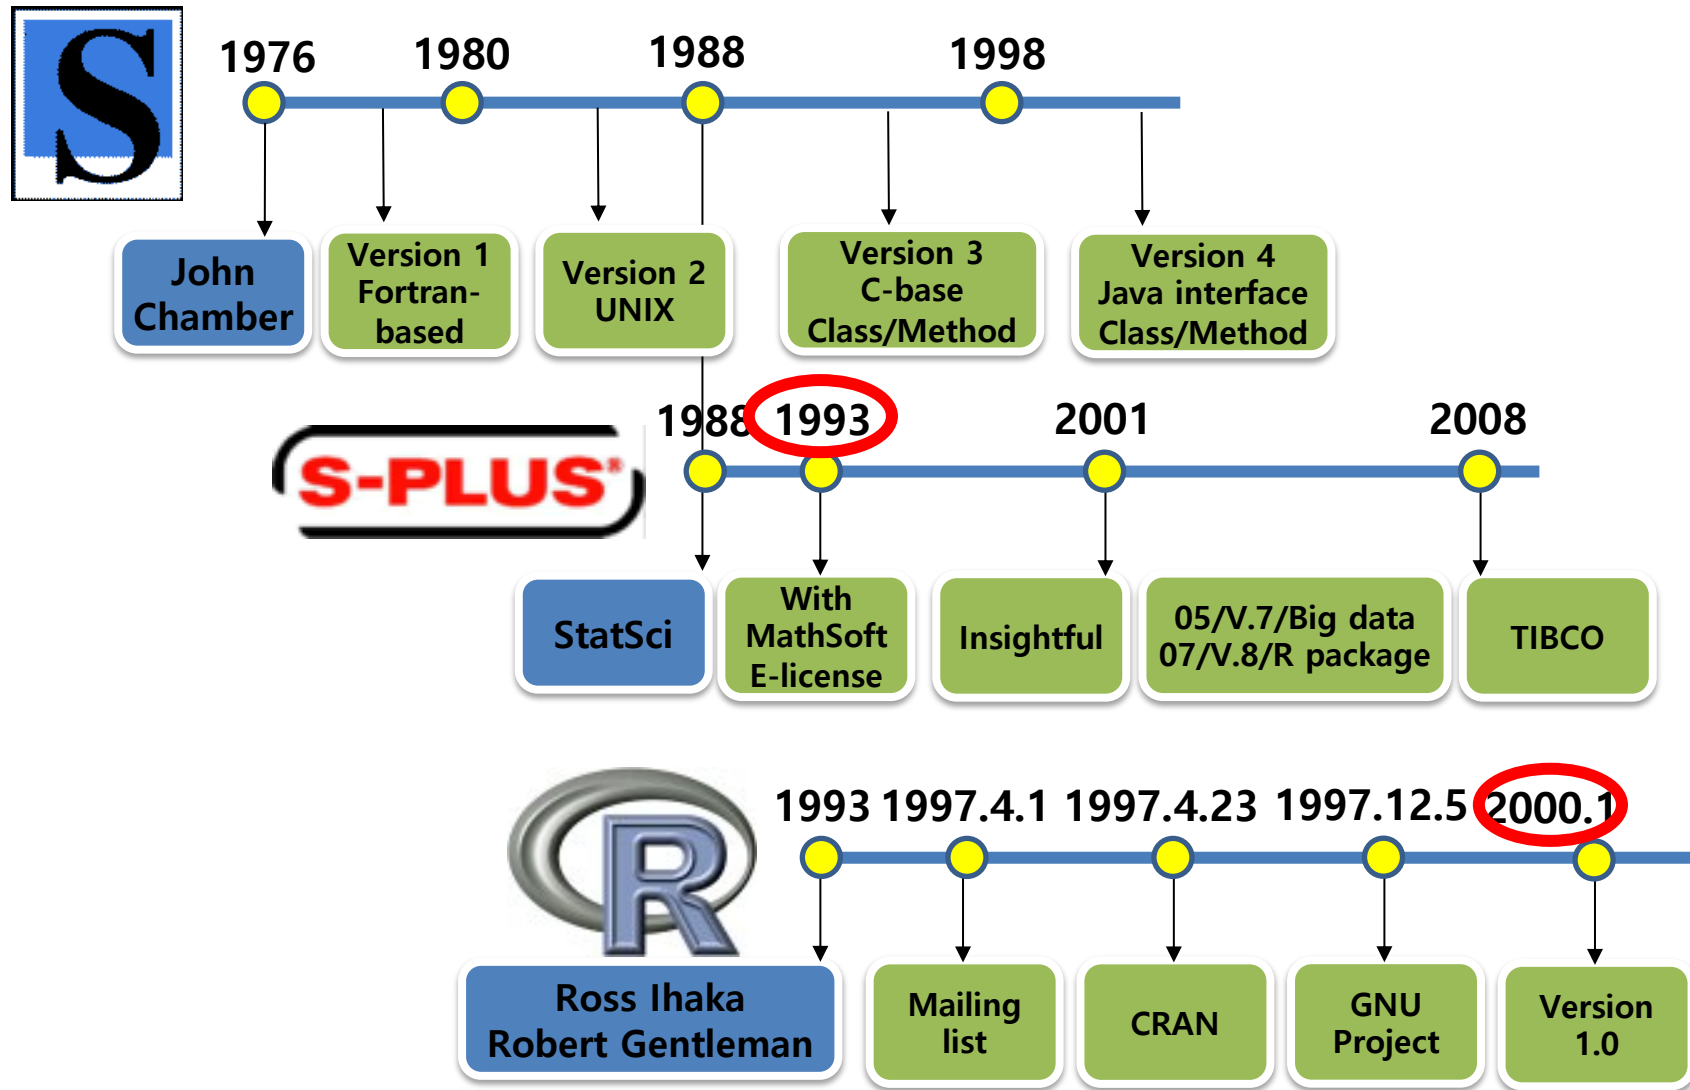 S
1976
1980
1988
1998
John
Chamber
Version 1
Fortran-
based
Version 2
UNIX
Version 3
C-base
Class/Method
Version 4
Java interface
Class/Method
S-PLUS®
1988
1993
2001
2008
StatSci
With
MathSoft
E-license
Insightful
05/V.7/Big data
07/V.8/R package
TIBCO
R
1993
1997.4.1
1997.4.23
1997.12.5
2000.1
Ross Ihaka
Robert Gentleman
Mailing
list
CRAN
GNU
Project
Version
1.0